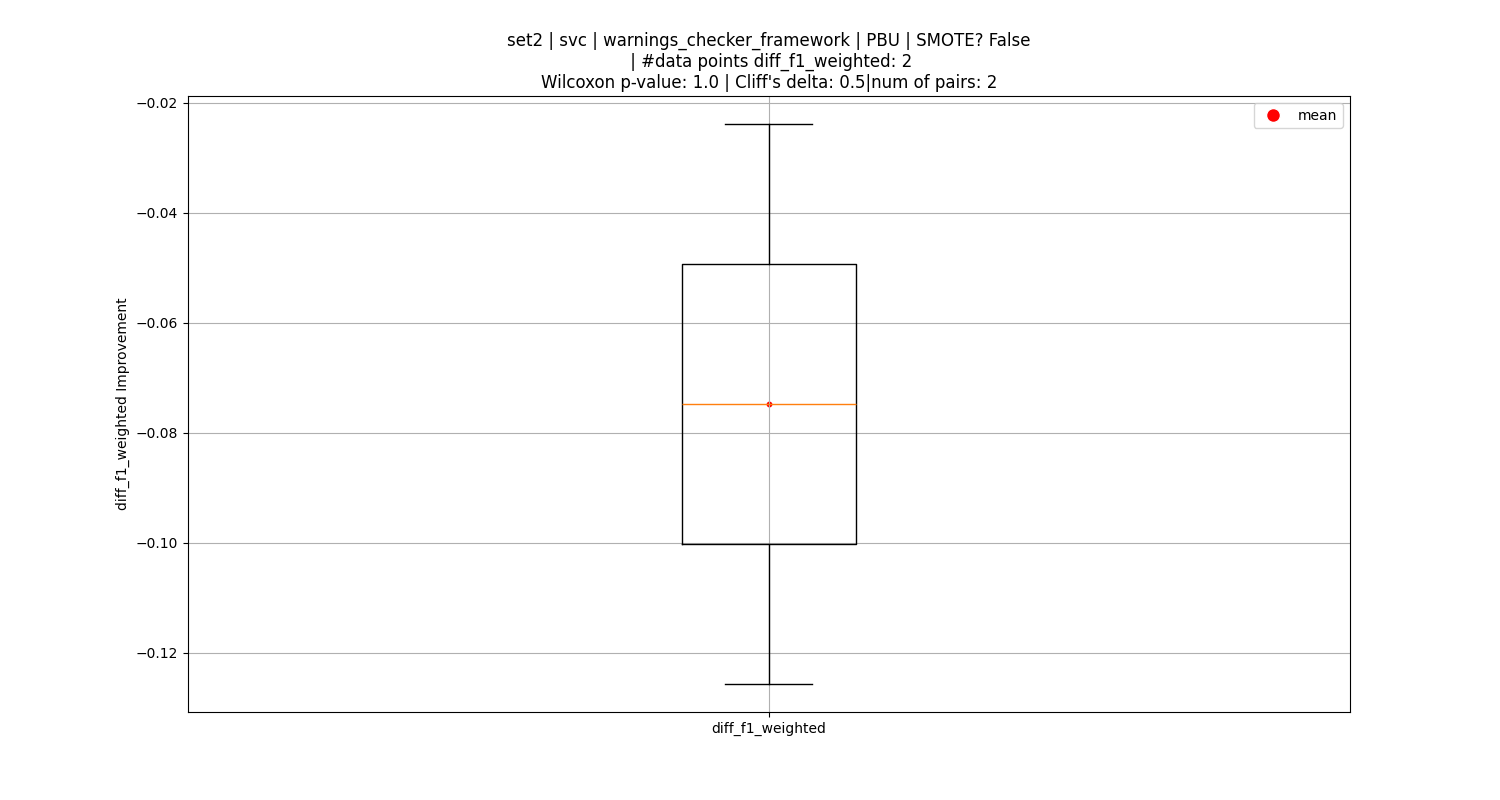 set2 | svc | warnings_checker_framework | PBU | SMOTE? False
| #data points diff_f1_weighted: 2
Wilcoxon p-value: 1.0 | Cliff's delta: 0.5|num of pairs: 2
mean
−0.02
−0.04
−0.06
−0.08
−0.10
−0.12
diff_f1_weighted Improvement
diff_f1_weighted